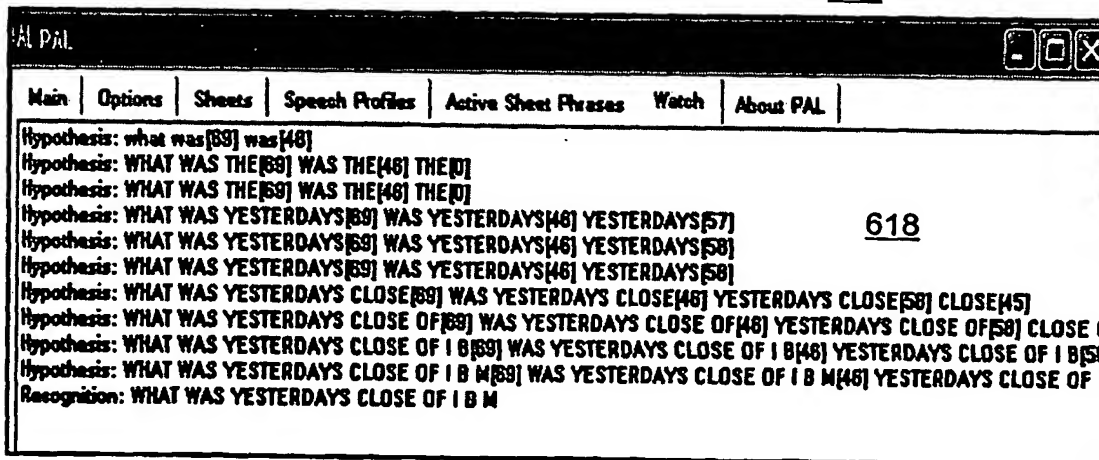 PAL
Main Options Sheets Speech Profiles Active Sheet Phrases Watch About PAL
Hypothesis: what was[69] was[46]
Hypothesis: WHAT WAS THE[69] WAS THE[46] THE[0]
Hypothesis: WHAT WAS THE[69] WAS THE[46] THE[0]
Hypothesis: WHAT WAS YESTERDAYS[69] WAS YESTERDAYS[46] YESTERDAYS[57]
618
Hypothesis: WHAT WAS YESTERDAYS[69] WAS YESTERDAYS[46] YESTERDAYS[58]
Hypothesis: WHAT WAS YESTERDAYS[69] WAS YESTERDAYS[46] YESTERDAYS[58]
Hypothesis: WHAT WAS YESTERDAYS CLOSE[69] WAS YESTERDAYS CLOSE[46] YESTERDAYS CLOSE[58] CLOSE[45]
Hypothesis: WHAT WAS YESTERDAYS CLOSE OF[69] WAS YESTERDAYS CLOSE OF[46] YESTERDAYS CLOSE OF[58] CLOSE
Hypothesis: WHAT WAS YESTERDAYS CLOSE OF I B[69] WAS YESTERDAYS CLOSE OF I B[46] YESTERDAYS CLOSE OF I B
Hypothesis: WHAT WAS YESTERDAYS CLOSE OF I B M[69] WAS YESTERDAYS CLOSE OF I B M[46] YESTERDAYS CLOSE OF
Recognition: WHAT WAS YESTERDAYS CLOSE OF I B M